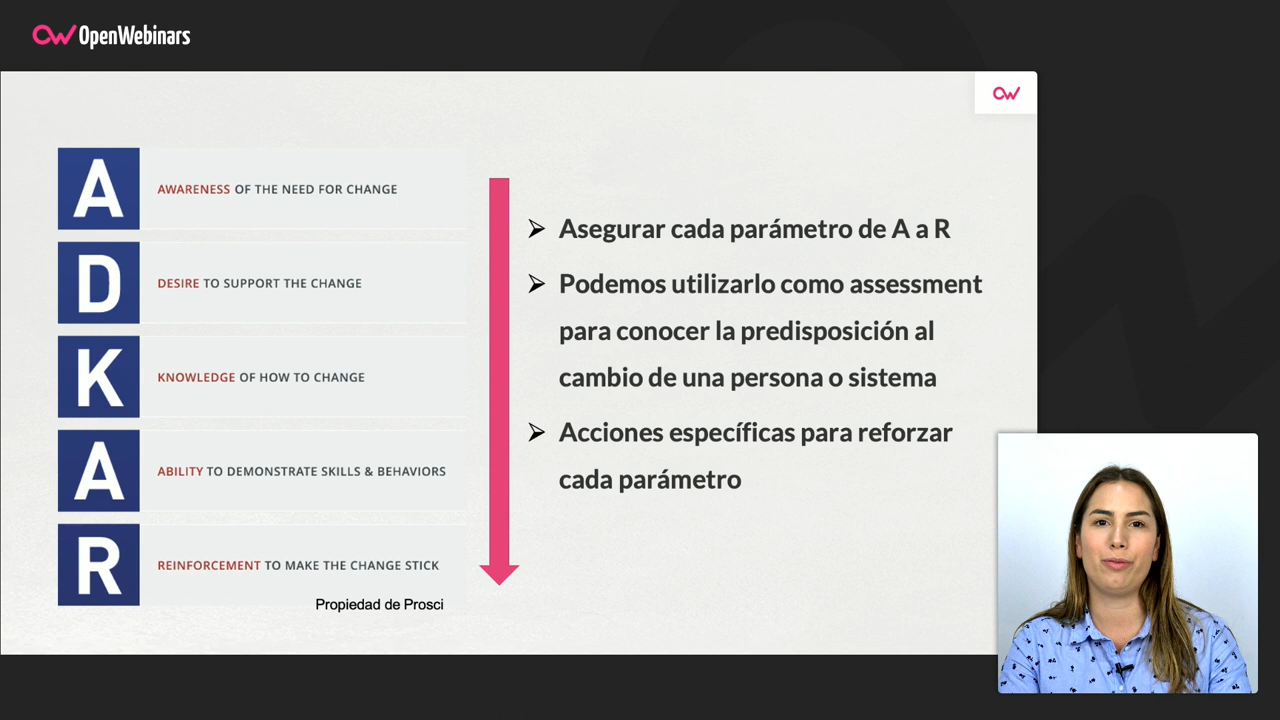 OpenWebinars
A
AWARENESS OF THE NEED FOR CHANGE
D
DESIRE TO SUPPORT THE CHANGE
K
KNOWLEDGE OF HOW TO CHANGE
A
ABILITY TO DEMONSTRATE SKILLS & BEHAVIORS
R
REINFORCEMENT TO MAKE THE CHANGE STICK
Propiedad de Prosci
Asegurar cada parámetro de A a R
Podemos utilizarlo como assessment
para conocer la predisposición al
cambio de una persona o sistema
Acciones específicas para reforzar
cada parámetro